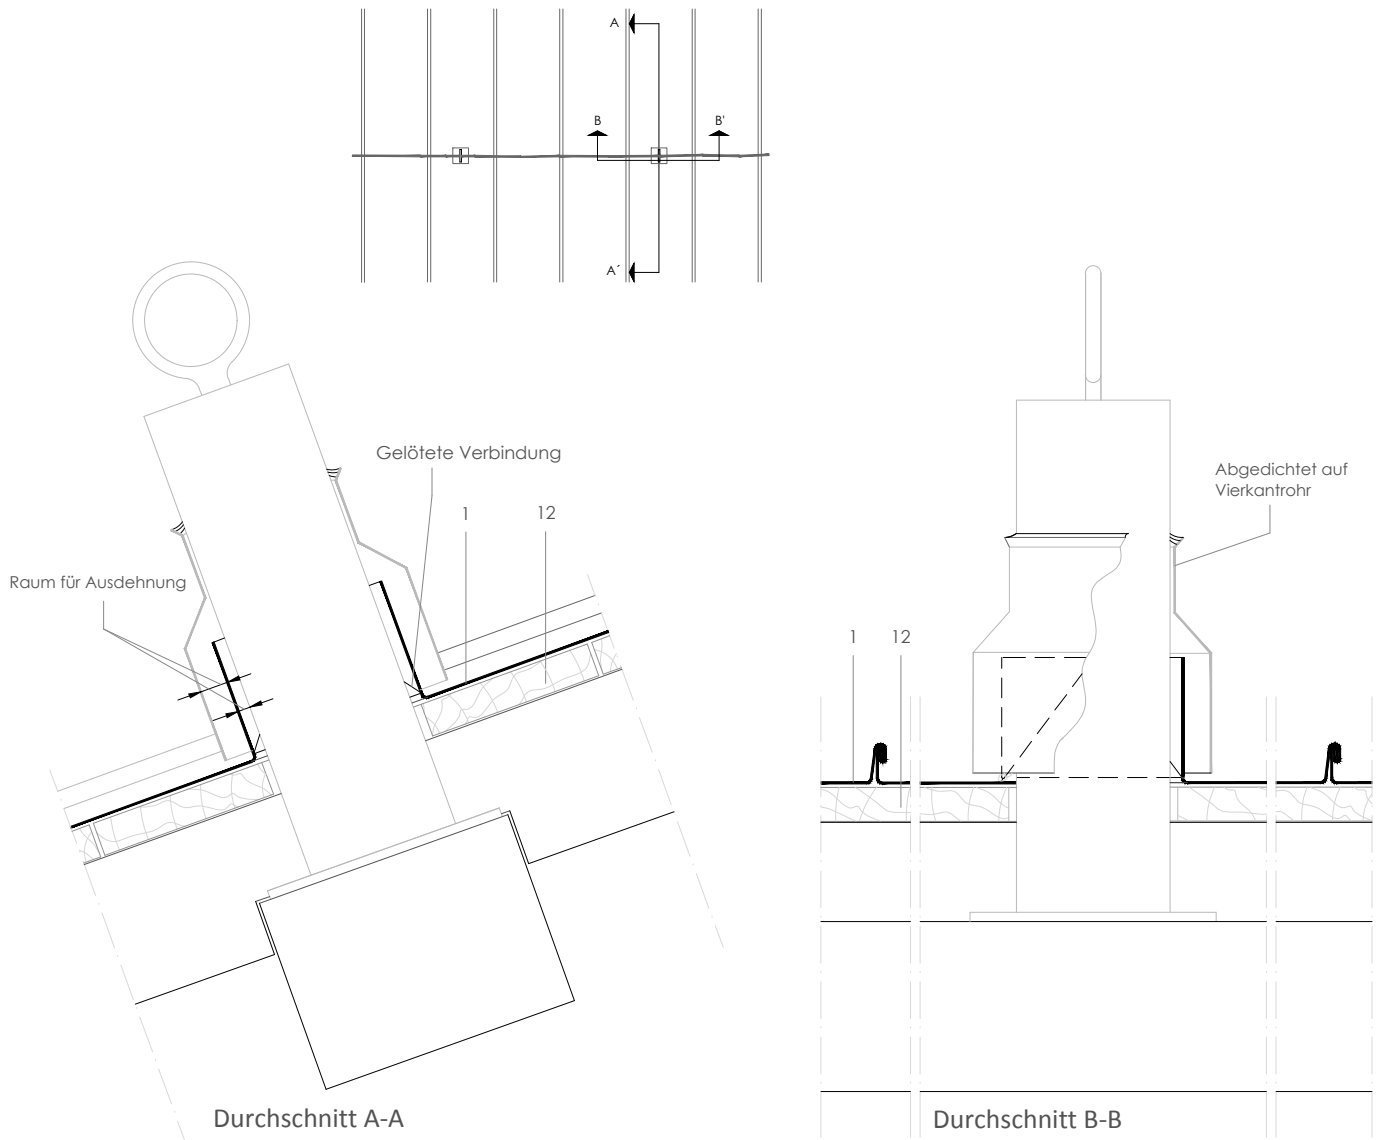 A
B
B'
A´
Gelötete Verbindung
1
12
Raum für Ausdehnung
Abgedichtet auf
Vierkantrohr
1
12
Durchschnitt A-A
Durchschnitt B-B